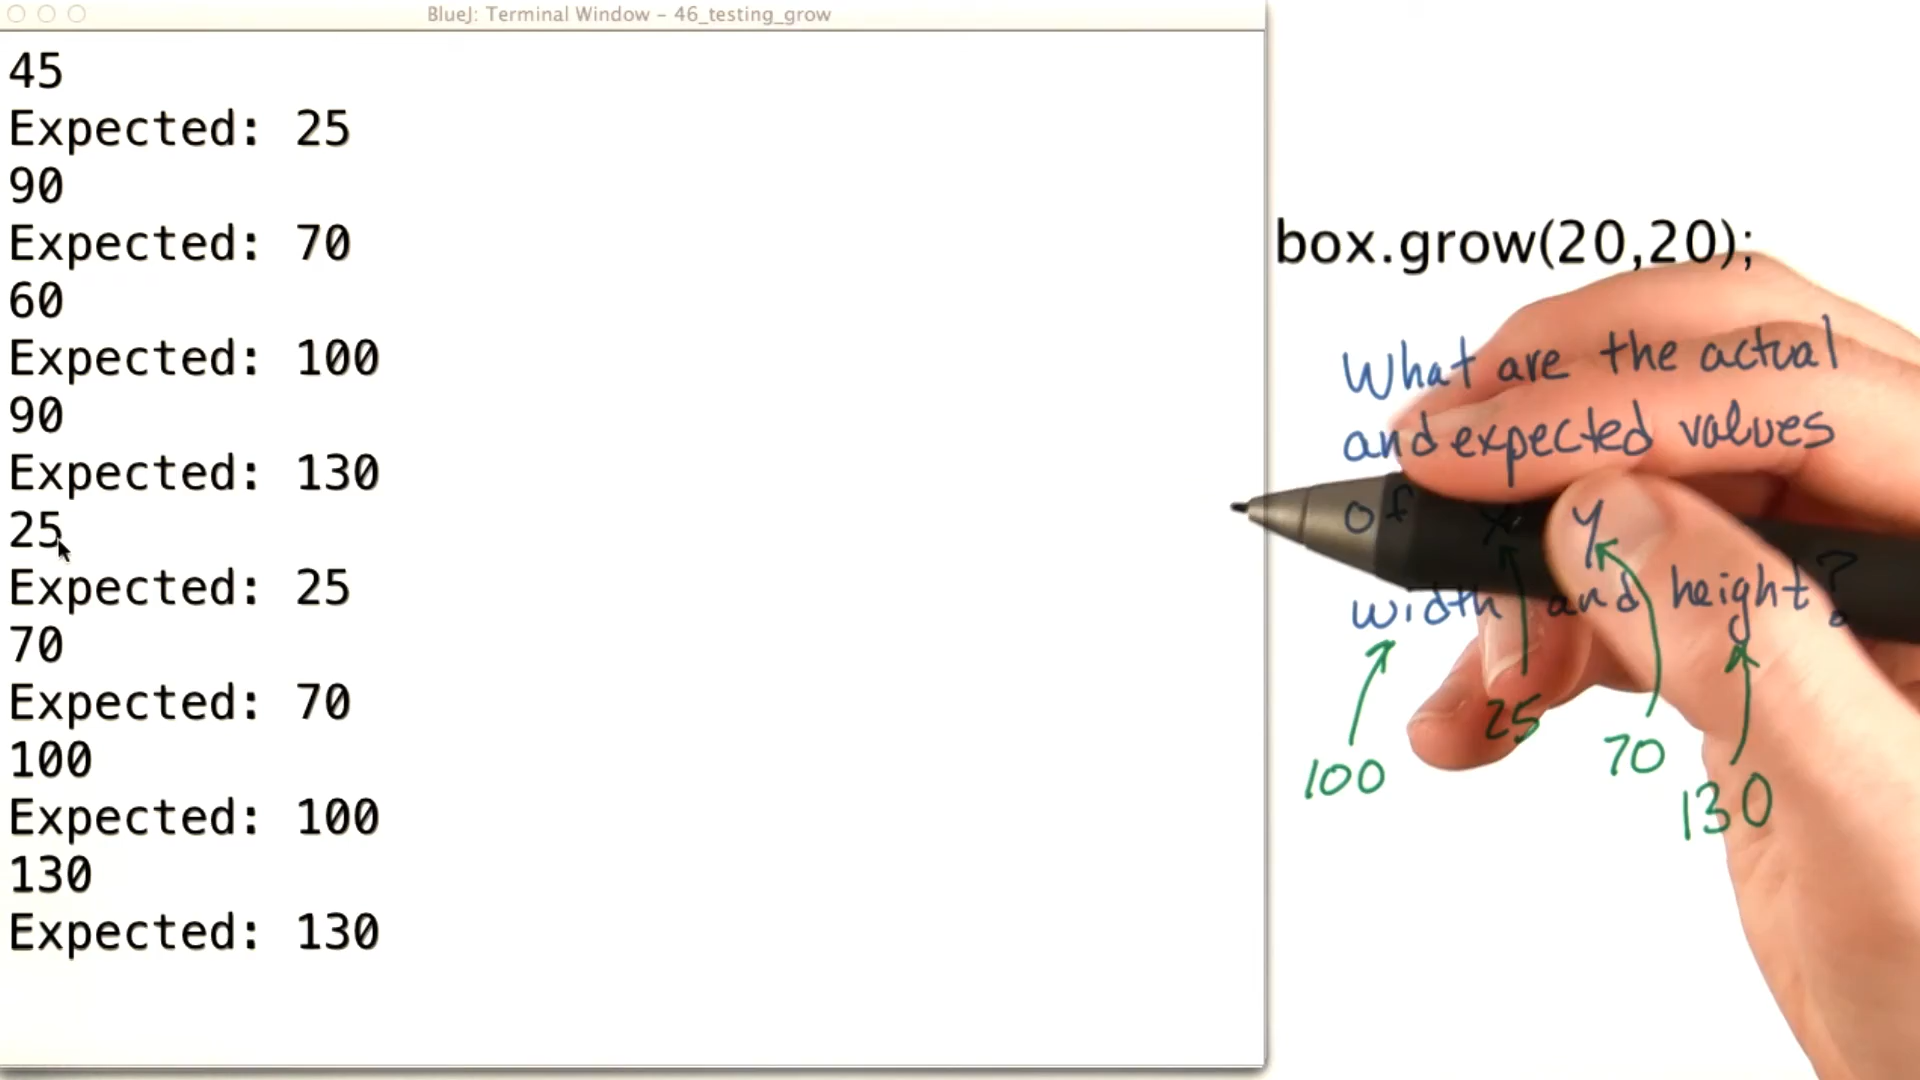 BlueJ: Terminal Window – 46_testing_grow
45
Expected: 25
90
Expected: 70
60
Expected: 100
90
Expected: 130
25
Expected: 25
70
Expected: 70
100
Expected: 100
130
Expected: 130
box.grow(20,20);
What are the actual
and expected values
of x y
width and height?
25
70
100
130